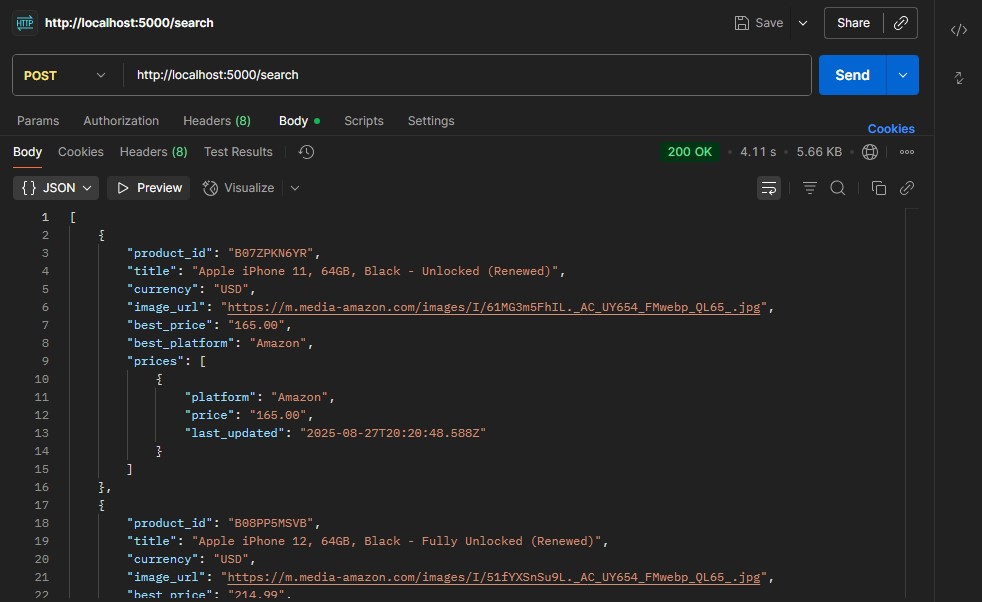 HTTP http://localhost:5000/search Save Share
POST http://localhost:5000/search Send
Params Authorization Headers (8) Body Scripts Settings
Cookies
Body Cookies Headers (8) Test Results 200 OK 4.11 s 5.66 KB
{} JSON Preview Visualize
1 [
2 {
3 "product_id": "B07ZPKN6YR",
4 "title": "Apple iPhone 11, 64GB, Black - Unlocked (Renewed)",
5 "currency": "USD",
6 "image_url": "https://m.media-amazon.com/images/I/61MG3m5FhIL._AC_UY654_FMwebp_QL65_.jpg",
7 "best_price": "165.00",
8 "best_platform": "Amazon",
9 "prices": [
10 {
11 "platform": "Amazon",
12 "price": "165.00",
13 "last_updated": "2025-08-27T20:20:48.588Z"
14 }
15 ]
16 },
17 {
18 "product_id": "B08PP5MSVB",
19 "title": "Apple iPhone 12, 64GB, Black - Fully Unlocked (Renewed)",
20 "currency": "USD",
21 "image_url": "https://m.media-amazon.com/images/I/51fYXSnSu9L._AC_UY654_FMwebp_QL65_.jpg",
22 "best_price": "214.99",